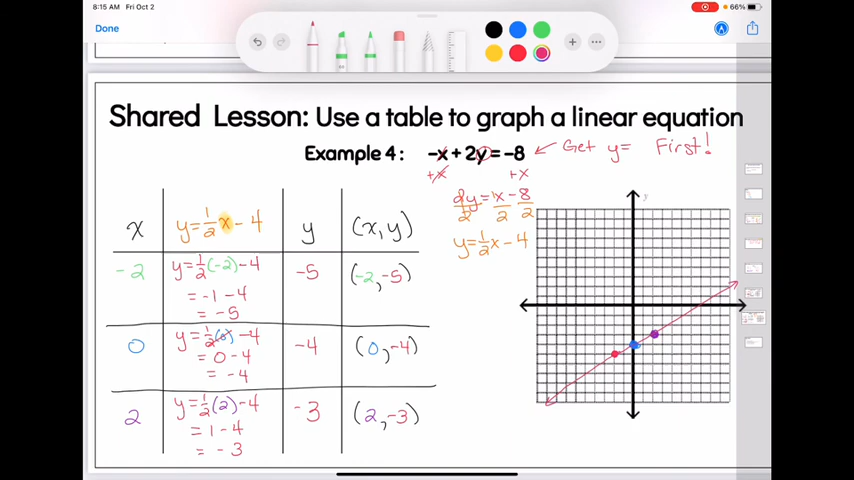 8:15 AM Fri Oct 2
66%
Done
Shared Lesson: Use a table to graph a linear equation
Example 4: -x + 2y = -8 ← Get y= First!
+x +x
2y = 1x - 8
2 2 2
y = 1/2 x - 4
x y = 1/2 x - 4 y (x, y)
-2 y = 1/2 (-2) - 4 -5 (-2, -5)
= -1 - 4
= -5
0 y = 1/2 (0) - 4 -4 (0, -4)
= 0 - 4
= -4
2 y = 1/2 (2) - 4 -3 (2, -3)
= 1 - 4
= -3
y